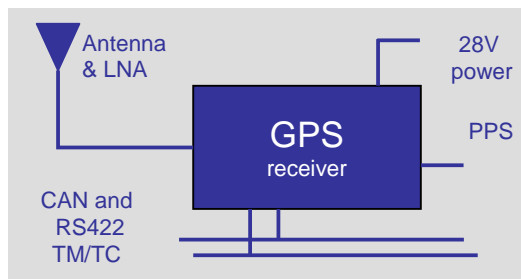 Antenna
& LNA
28V
power
GPS
receiver
PPS
CAN and
RS422
TM/TC